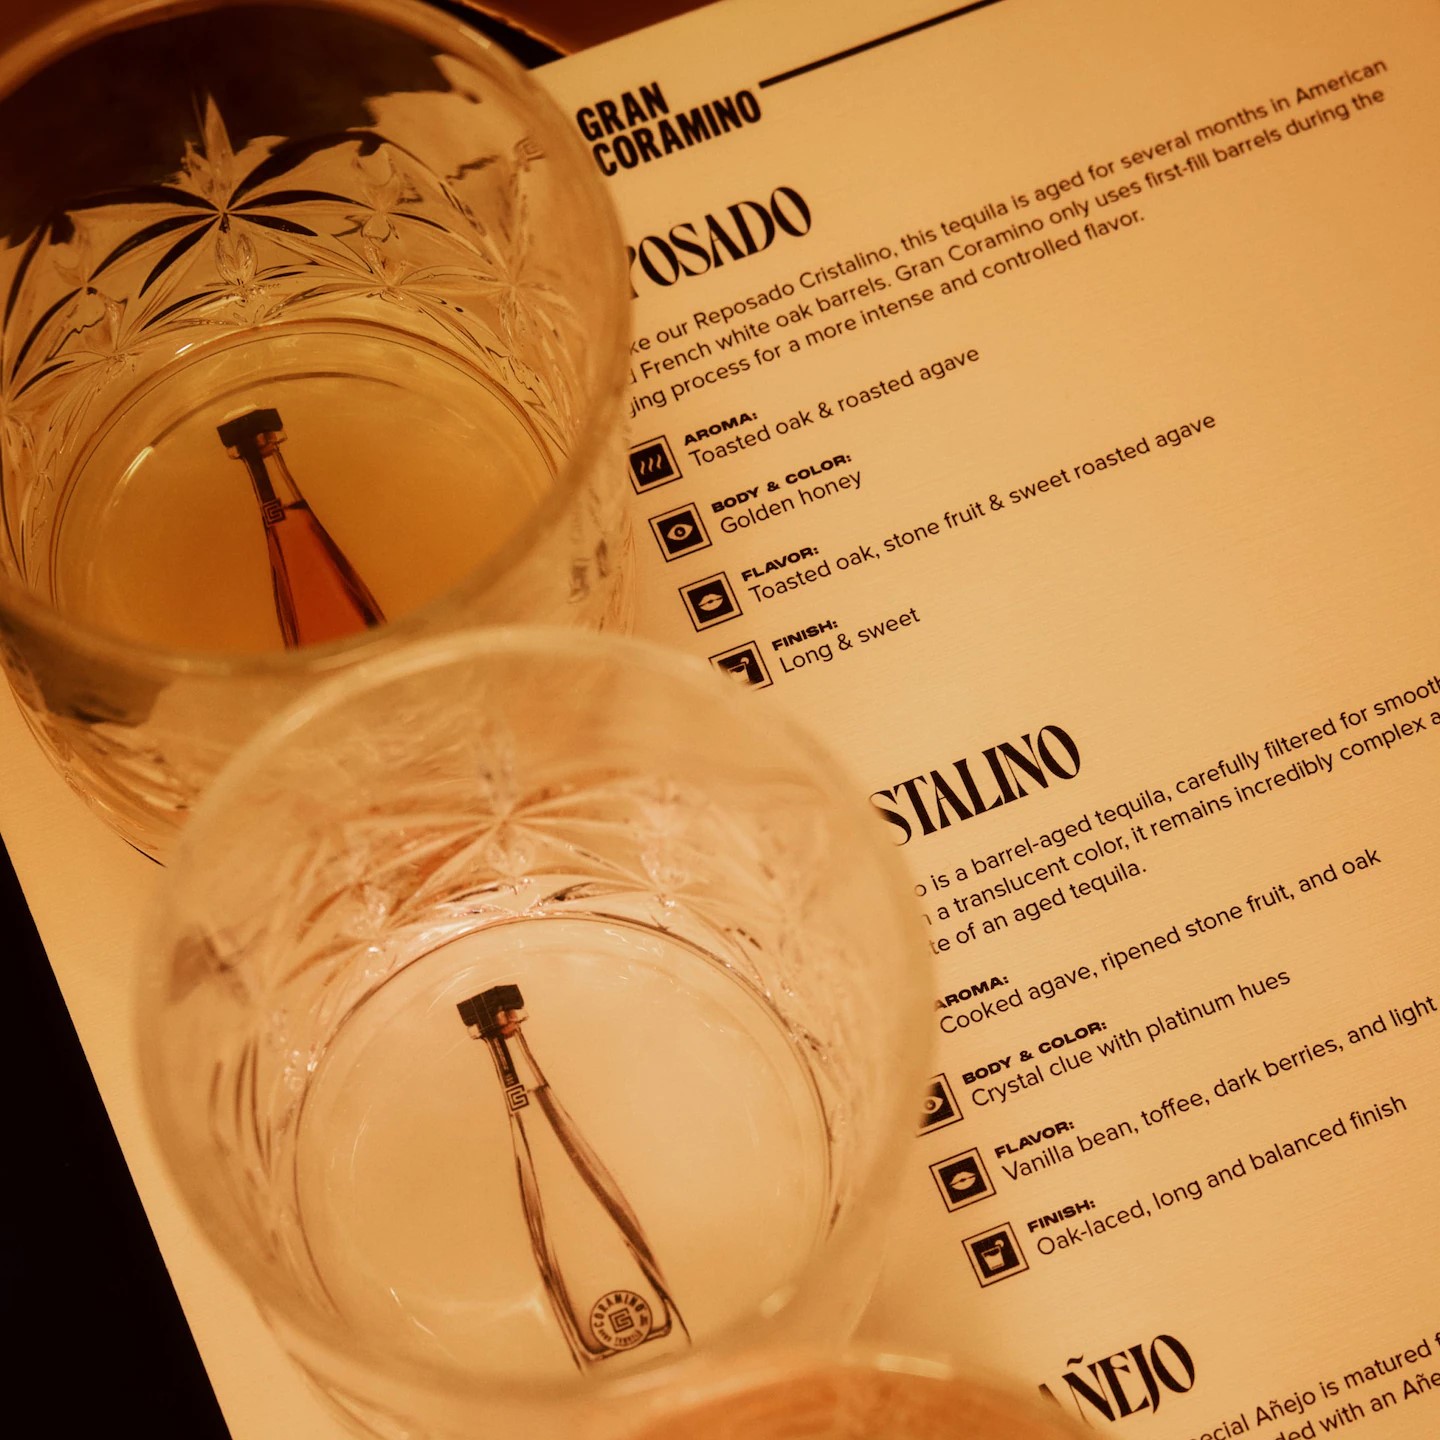 GRAN
CORAMINO
POSADO
ke our Reposado Cristalino, this tequila is aged for several months in American
d French white oak barrels. Gran Coramino only uses first-fill barrels during the
ging process for a more intense and controlled flavor.
AROMA:
Toasted oak & roasted agave
BODY & COLOR:
Golden honey
FLAVOR:
Toasted oak, stone fruit & sweet roasted agave
FINISH:
Long & sweet
STALINO
o is a barrel-aged tequila, carefully filtered for smooth
a translucent color, it remains incredibly complex a
te of an aged tequila.
AROMA:
Cooked agave, ripened stone fruit, and oak
BODY & COLOR:
Crystal clue with platinum hues
FLAVOR:
Vanilla bean, toffee, dark berries, and light
FINISH:
Oak-laced, long and balanced finish
CORAMINO
AÑEJO
ecial Añejo is matured f
ded with an Añe